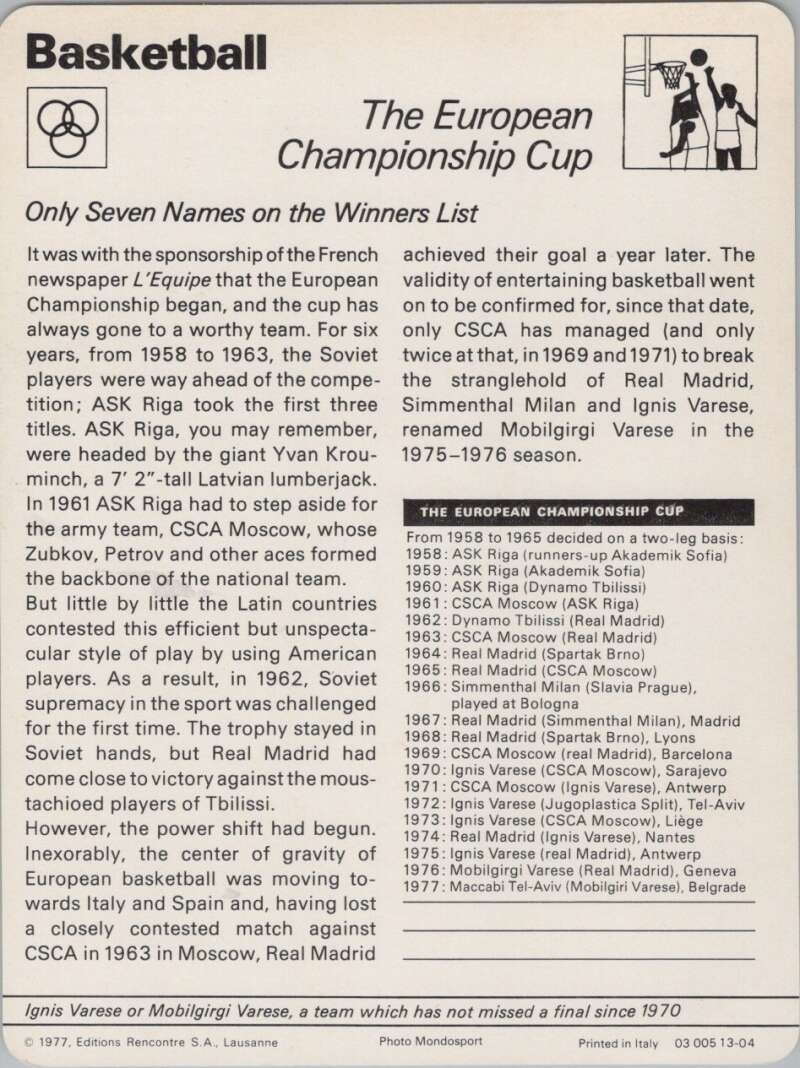 Basketball
The European
Championship Cup
Only Seven Names on the Winners List
It was with the sponsorship of the French
newspaper L'Equipe that the European
Championship began, and the cup has
always gone to a worthy team. For six
years, from 1958 to 1963, the Soviet
players were way ahead of the compe-
tition; ASK Riga took the first three
titles. ASK Riga, you may remember,
were headed by the giant Yvan Krou-
minch, a 7' 2"-tall Latvian lumberjack.
In 1961 ASK Riga had to step aside for
the army team, CSCA Moscow, whose
Zubkov, Petrov and other aces formed
the backbone of the national team.
But little by little the Latin countries
contested this efficient but unspecta-
cular style of play by using American
players. As a result, in 1962, Soviet
supremacy in the sport was challenged
for the first time. The trophy stayed in
Soviet hands, but Real Madrid had
come close to victory against the mous-
tachioed players of Tbilissi.
However, the power shift had begun.
Inexorably, the center of gravity of
European basketball was moving to-
wards Italy and Spain and, having lost
a closely contested match against
CSCA in 1963 in Moscow, Real Madrid
achieved their goal a year later. The
validity of entertaining basketball went
on to be confirmed for, since that date,
only CSCA has managed (and only
twice at that, in 1969 and 1971) to break
the stranglehold of Real Madrid,
Simmenthal Milan and Ignis Varese,
renamed Mobilgirgi Varese in the
1975–1976 season.
THE EUROPEAN CHAMPIONSHIP CUP
From 1958 to 1965 decided on a two-leg basis:
1958: ASK Riga (runners-up Akademik Sofia)
1959: ASK Riga (Akademik Sofia)
1960: ASK Riga (Dynamo Tbilissi)
1961: CSCA Moscow (ASK Riga)
1962: Dynamo Tbilissi (Real Madrid)
1963: CSCA Moscow (Real Madrid)
1964: Real Madrid (Spartak Brno)
1965: Real Madrid (CSCA Moscow)
1966: Simmenthal Milan (Slavia Prague),
played at Bologna
1967: Real Madrid (Simmenthal Milan), Madrid
1968: Real Madrid (Spartak Brno), Lyons
1969: CSCA Moscow (real Madrid), Barcelona
1970: Ignis Varese (CSCA Moscow), Sarajevo
1971: CSCA Moscow (Ignis Varese), Antwerp
1972: Ignis Varese (Jugoplastica Split), Tel-Aviv
1973: Ignis Varese (CSCA Moscow), Liège
1974: Real Madrid (Ignis Varese), Nantes
1975: Ignis Varese (real Madrid), Antwerp
1976: Mobilgirgi Varese (Real Madrid), Geneva
1977: Maccabi Tel-Aviv (Mobilgiri Varese), Belgrade
Ignis Varese or Mobilgirgi Varese, a team which has not missed a final since 1970
© 1977, Editions Rencontre S.A., Lausanne
Photo Mondosport
Printed in Italy 03 005 13-04